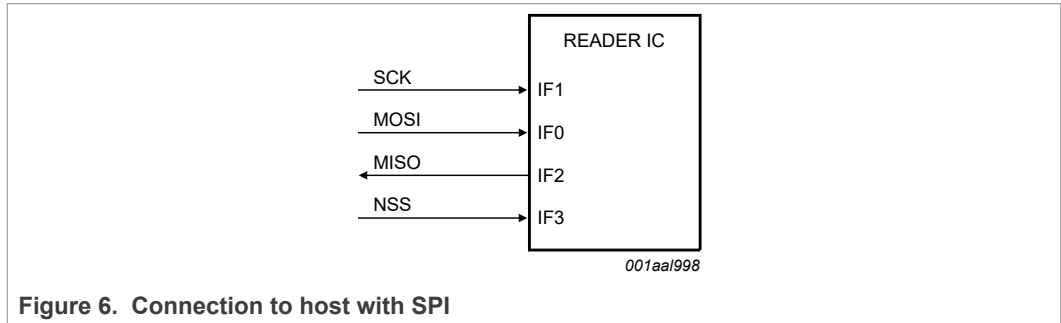 READER IC
SCK
IF1
MOSI
IF0
MISO
IF2
NSS
IF3
001aal998
Figure 6. Connection to host with SPI